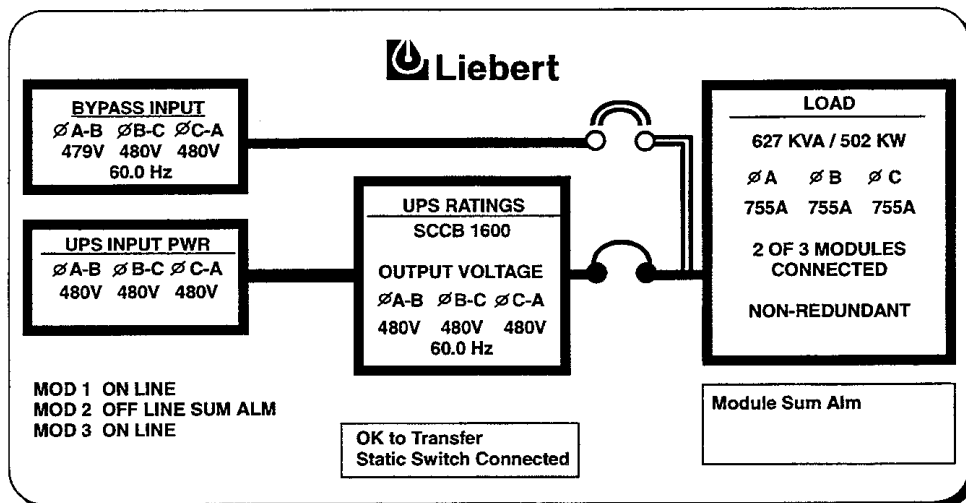 Liebert
BYPASS INPUT
ØA-B ØB-C ØC-A
479V 480V 480V
60.0 Hz
UPS INPUT PWR
ØA-B ØB-C ØC-A
480V 480V 480V
UPS RATINGS
SCCB 1600
OUTPUT VOLTAGE
ØA-B ØB-C ØC-A
480V 480V 480V
60.0 Hz
LOAD
627 KVA / 502 KW
ØA ØB ØC
755A 755A 755A
2 OF 3 MODULES
CONNECTED
NON-REDUNDANT
MOD 1 ON LINE
MOD 2 OFF LINE SUM ALM
MOD 3 ON LINE
OK to Transfer
Static Switch Connected
Module Sum Alm